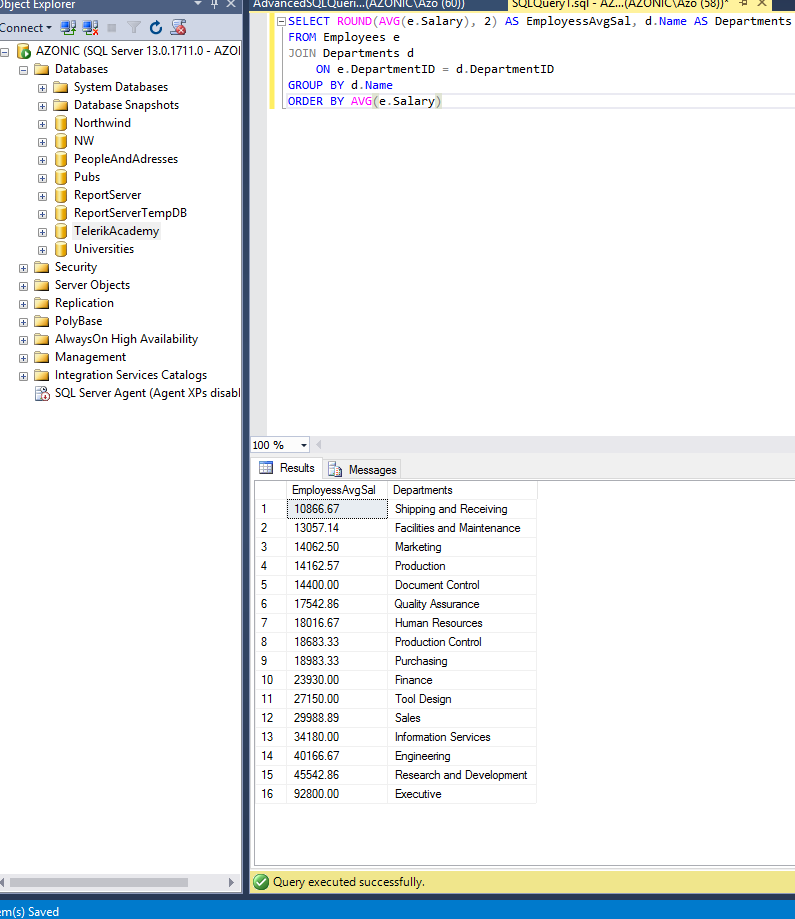 Object Explorer
Connect
AZONIC (SQL Server 13.0.1711.0 - AZOI
Databases
System Databases
Database Snapshots
Northwind
NW
PeopleAndAdresses
Pubs
ReportServer
ReportServerTempDB
TelerikAcademy
Universities
Security
Server Objects
Replication
PolyBase
AlwaysOn High Availability
Management
Integration Services Catalogs
SQL Server Agent (Agent XPs disabl
AdvancedSQLQueri...(AZONIC\Azo (60))
SQLQuery1.sql - AZ...(AZONIC\Azo (58))*
SELECT ROUND(AVG(e.Salary), 2) AS EmployessAvgSal, d.Name AS Departments
FROM Employees e
JOIN Departments d
ON e.DepartmentID = d.DepartmentID
GROUP BY d.Name
ORDER BY AVG(e.Salary)
100 %
Results Messages
EmployessAvgSal Departments
1 10866.67 Shipping and Receiving
2 13057.14 Facilities and Maintenance
3 14062.50 Marketing
4 14162.57 Production
5 14400.00 Document Control
6 17542.86 Quality Assurance
7 18016.67 Human Resources
8 18683.33 Production Control
9 18983.33 Purchasing
10 23930.00 Finance
11 27150.00 Tool Design
12 29988.89 Sales
13 34180.00 Information Services
14 40166.67 Engineering
15 45542.86 Research and Development
16 92800.00 Executive
Query executed successfully.
em(s) Saved